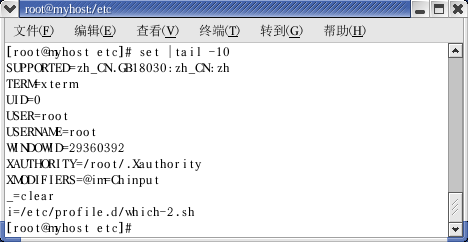 root@myhost:/etc
文件(F) 编辑(E) 查看(V) 终端(T) 转到(G) 帮助(H)
[root@myhost etc]# set |tail -10
SUPPORTED=zh_CN.GB18030:zh_CN:zh
TERM=xterm
UID=0
USER=root
USERNAME=root
WINDOWID=29360392
XAUTHORITY=/root/.Xauthority
XMODIFIERS=@im=Chinput
_=clear
i=/etc/profile.d/which-2.sh
[root@myhost etc]#